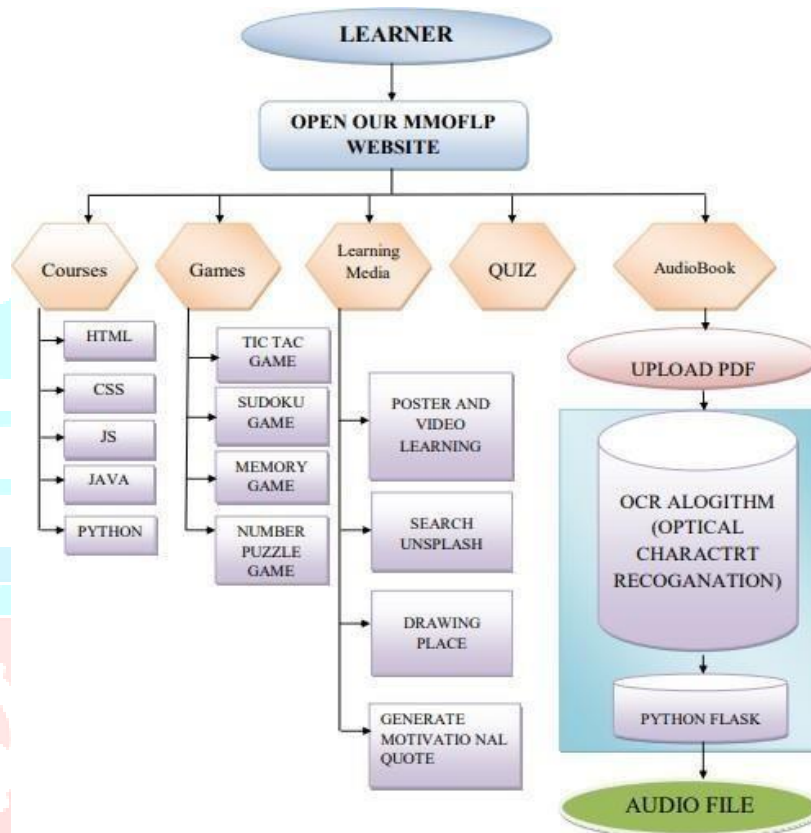 LEARNER
OPEN OUR MMOFLP
WEBSITE
Courses
Games
Learning
Media
QUIZ
AudioBook
HTML
CSS
JS
JAVA
PYTHON
TIC TAC
GAME
SUDOKU
GAME
MEMORY
GAME
NUMBER
PUZZLE
GAME
POSTER AND
VIDEO
LEARNING
SEARCH
UNSPLASH
DRAWING
PLACE
GENERATE
MOTIVATIO NAL
QUOTE
UPLOAD PDF
OCR ALOGITHM
(OPTICAL
CHARACTRT
RECOGANATION)
PYTHON FLASK
AUDIO FILE